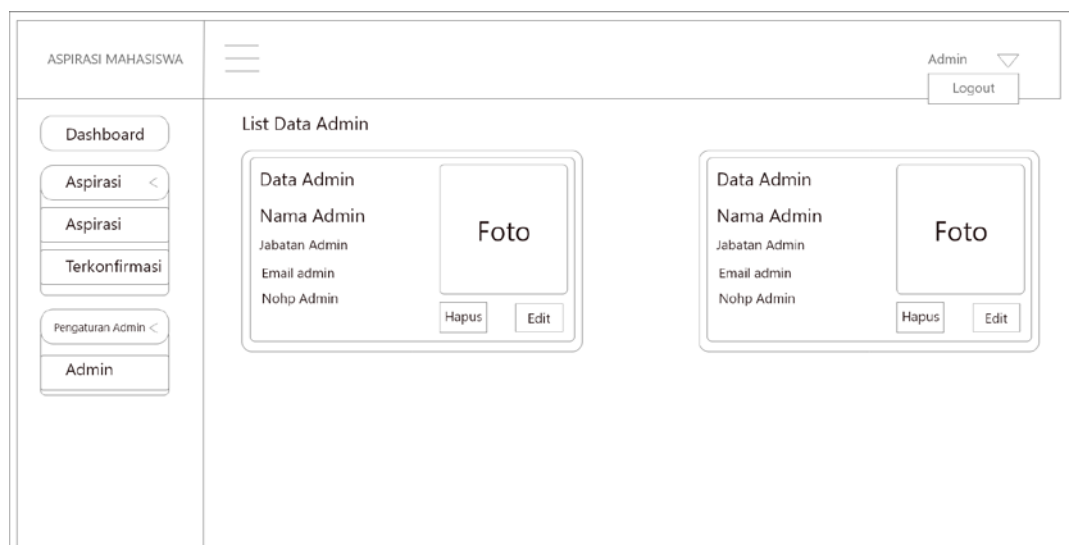 ASPIRASI MAHASISWA
Admin
Logout
Dashboard
Aspirasi <
Aspirasi
Terkonfirmasi
Pengaturan Admin <
Admin
List Data Admin
Data Admin
Nama Admin
Jabatan Admin
Email admin
Nohp Admin
Foto
Hapus
Edit
Data Admin
Nama Admin
Jabatan Admin
Email admin
Nohp Admin
Foto
Hapus
Edit